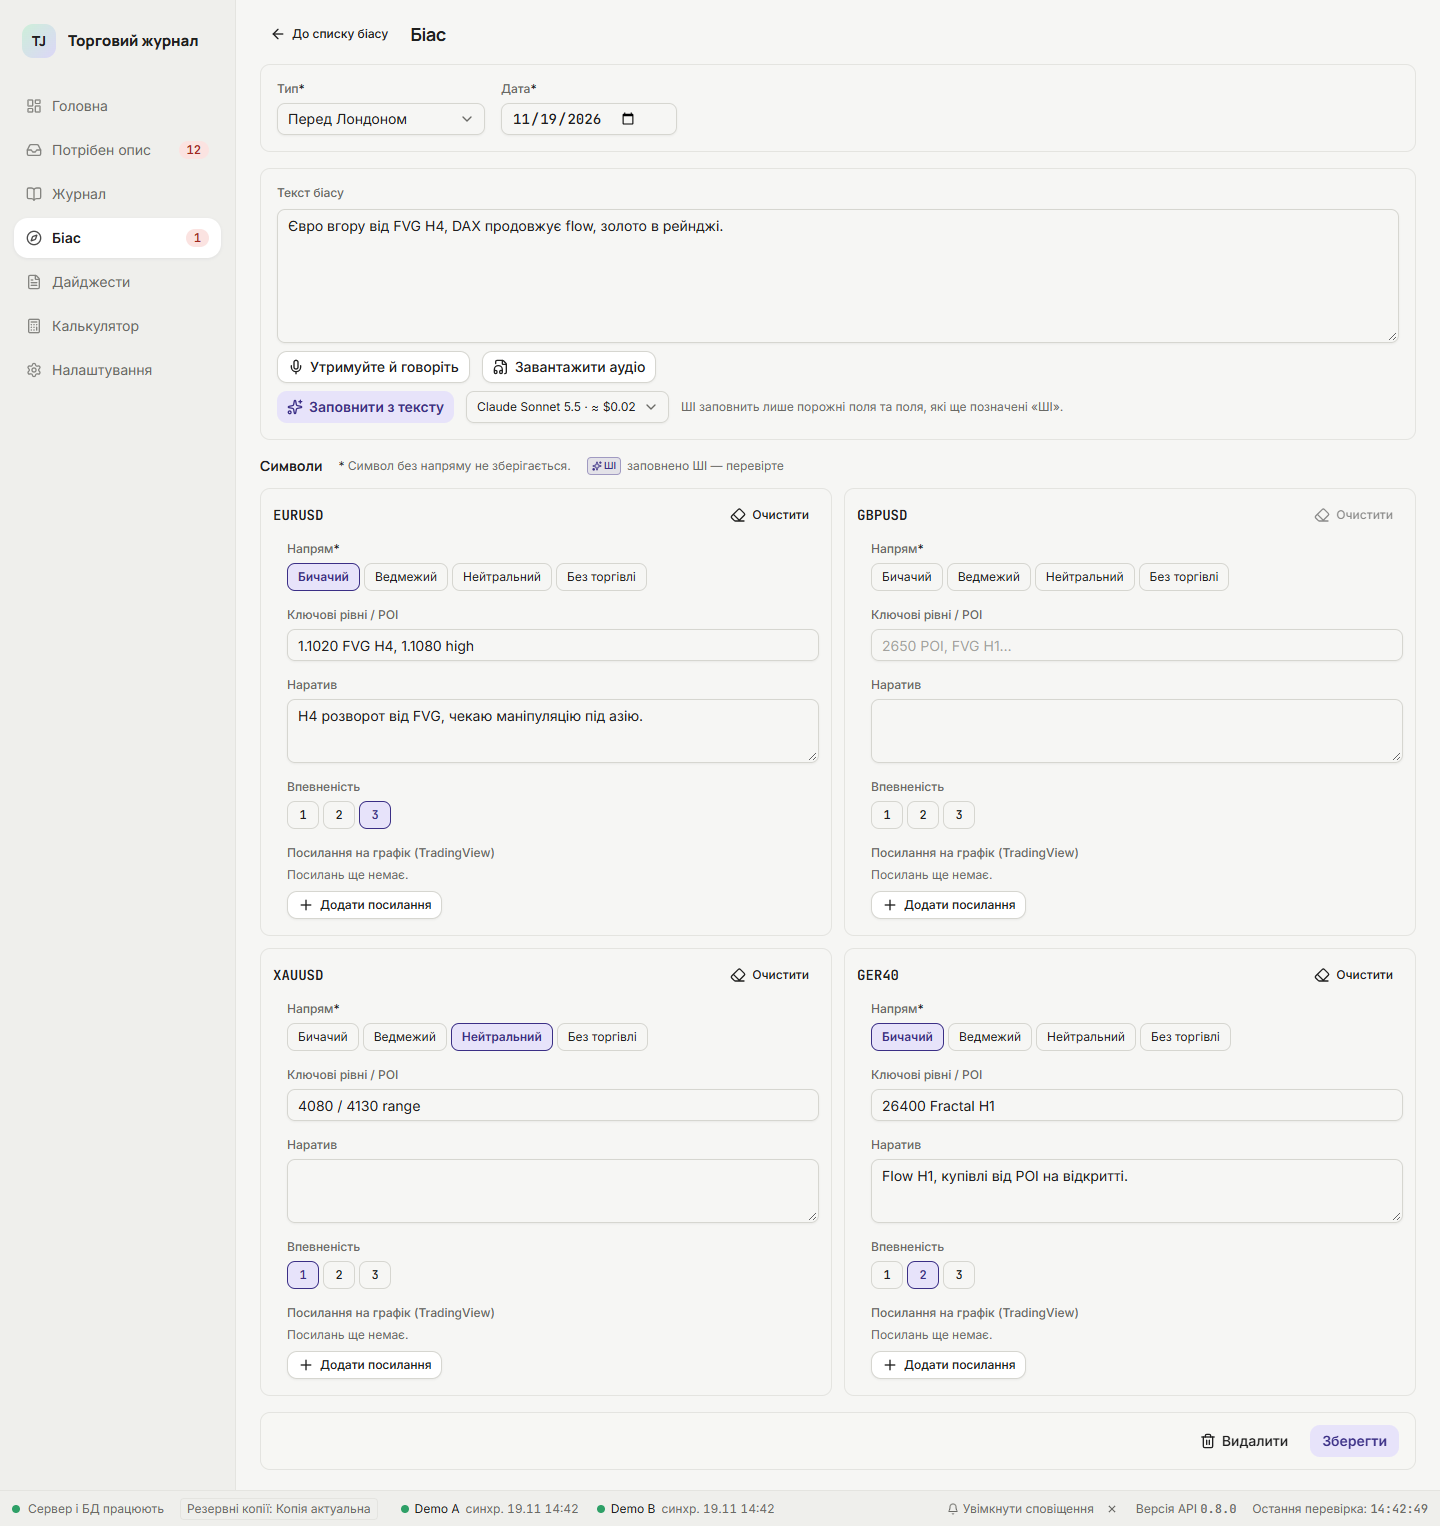 TJ Торговий журнал
Головна
Потрібен опис 12
Журнал
Біас 1
Дайджести
Калькулятор
Налаштування
До списку біасу Біас
Тип* Дата*
Перед Лондоном 11/19/2026
Текст біасу
Євро вгору від FVG H4, DAX продовжує flow, золото в рейнджі.
Утримуйте й говоріть Завантажити аудіо
Заповнити з тексту Claude Sonnet 5.5 · ≈ $0.02 ШІ заповнить лише порожні поля та поля, які ще позначені «ШІ».
Символи * Символ без напряму не зберігається. ШІ заповнено ШІ — перевірте
EURUSD Очистити
Напрям*
Бичачий Ведмежий Нейтральний Без торгівлі
Ключові рівні / POI
1.1020 FVG H4, 1.1080 high
Наратив
H4 розворот від FVG, чекаю маніпуляцію під азію.
Впевненість
1 2 3
Посилання на графік (TradingView)
Посилань ще немає.
Додати посилання
GBPUSD Очистити
Напрям*
Бичачий Ведмежий Нейтральний Без торгівлі
Ключові рівні / POI
2650 POI, FVG H1...
Наратив
Впевненість
1 2 3
Посилання на графік (TradingView)
Посилань ще немає.
Додати посилання
XAUUSD Очистити
Напрям*
Бичачий Ведмежий Нейтральний Без торгівлі
Ключові рівні / POI
4080 / 4130 range
Наратив
Впевненість
1 2 3
Посилання на графік (TradingView)
Посилань ще немає.
Додати посилання
GER40 Очистити
Напрям*
Бичачий Ведмежий Нейтральний Без торгівлі
Ключові рівні / POI
26400 Fractal H1
Наратив
Flow H1, купівлі від POI на відкритті.
Впевненість
1 2 3
Посилання на графік (TradingView)
Посилань ще немає.
Додати посилання
Видалити Зберегти
Сервер і БД працюють Резервні копії: Копія актуальна Demo A синхр. 19.11 14:42 Demo B синхр. 19.11 14:42 Увімкнути сповіщення × Версія API 0.8.0 Остання перевірка: 14:42:49